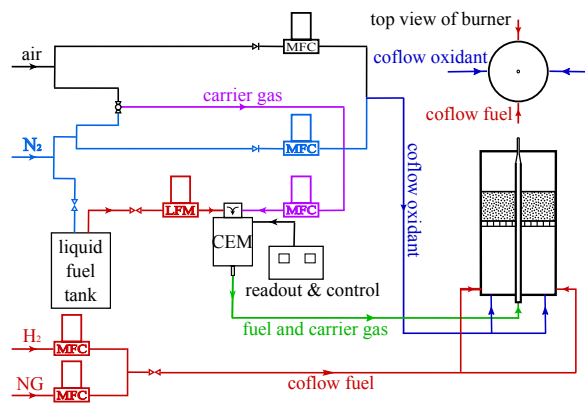 top view of burner
air
MFC
coflow oxidant
carrier gas
coflow fuel
N₂
MFC
coflow oxidant
LFM
MFC
liquid
fuel
tank
CEM
readout & control
fuel and carrier gas
H₂
MFC
NG
MFC
coflow fuel